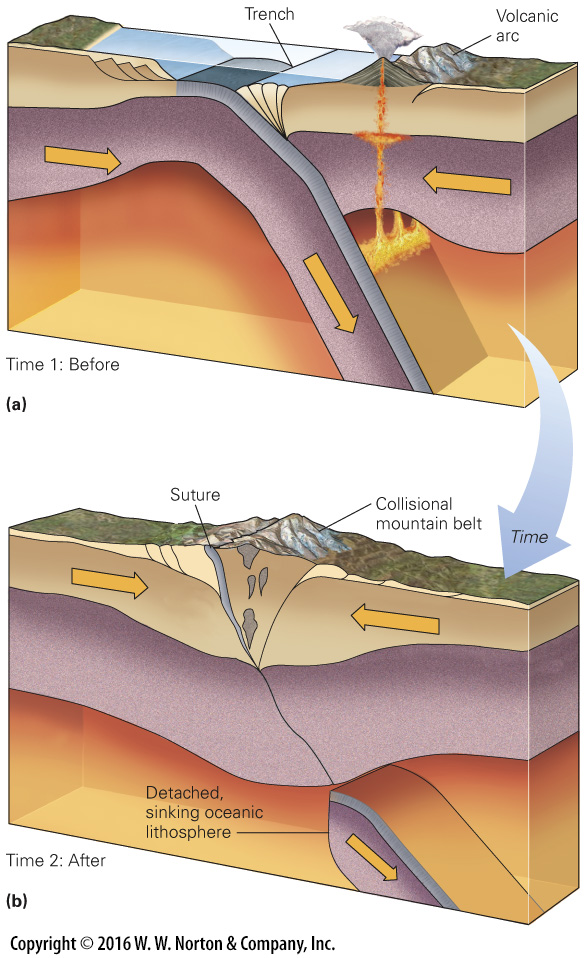 Trench
Volcanic
arc
Time 1: Before
(a)
Suture
Collisional
mountain belt
Time
Detached,
sinking oceanic
lithosphere
Time 2: After
(b)
Copyright © 2016 W. W. Norton & Company, Inc.